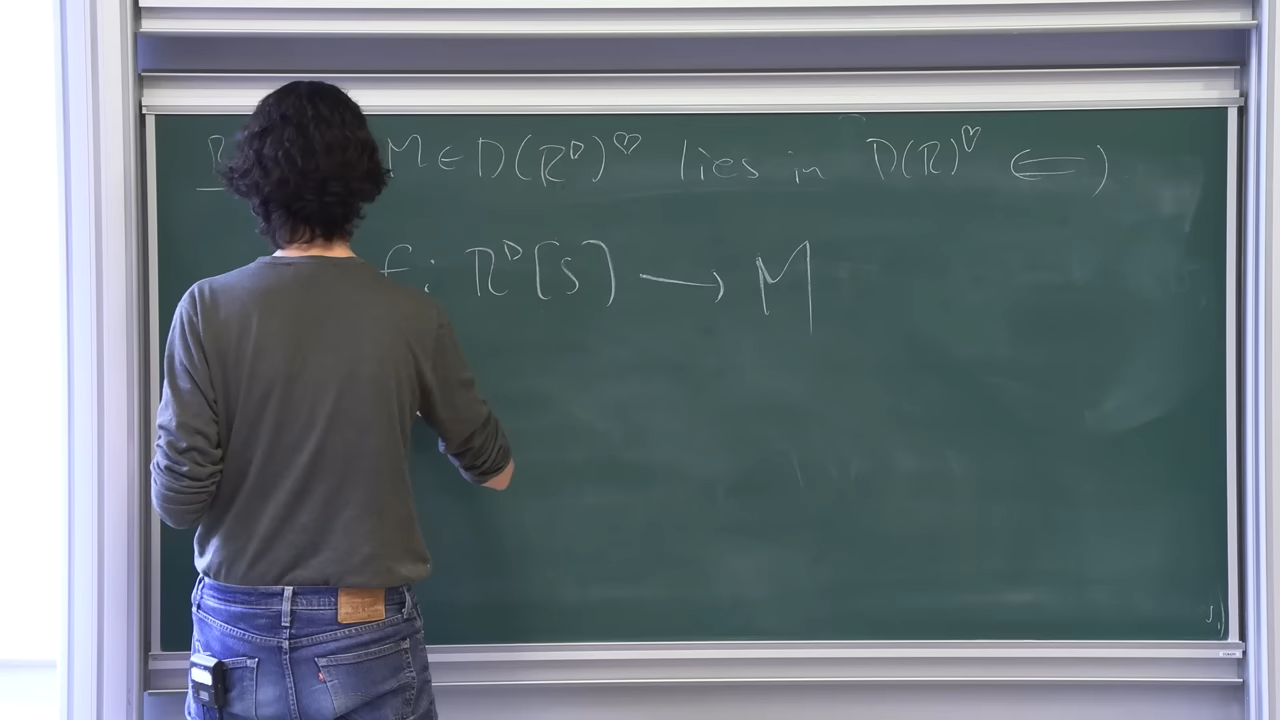 M ∈ D(R^▷)^♡ lies in D(R)^♡ ⟸)
f : R^▷[S] ⟶ M